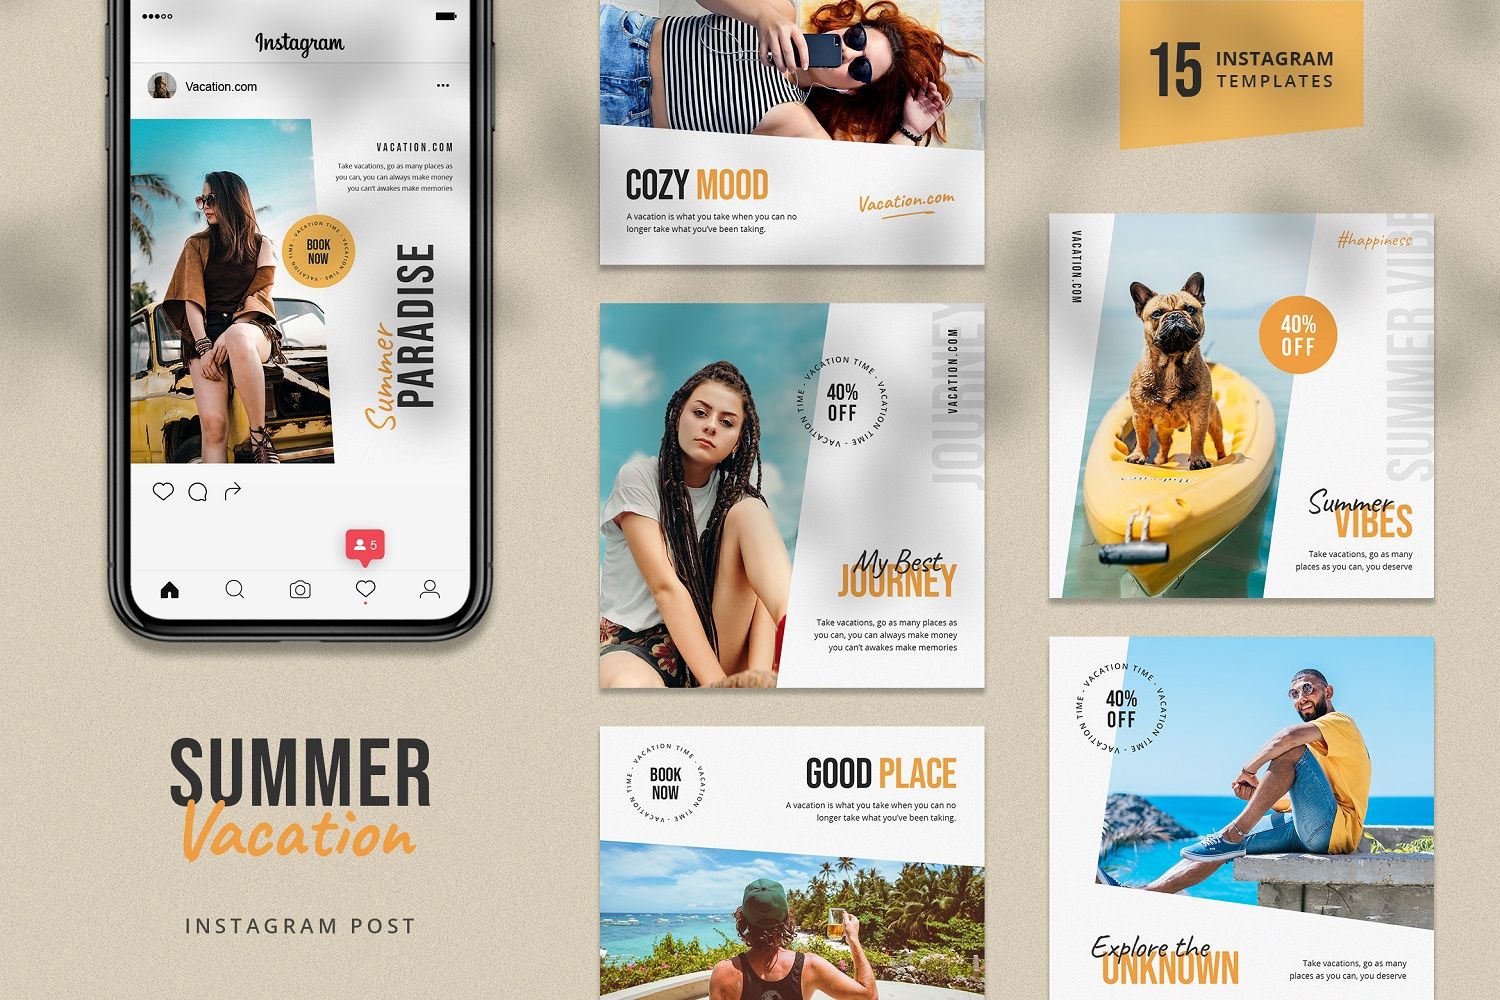 Instagram
Vacation.com
VACATION.COM
Take vacations, go as many places as
you can, you can always make money
you can't awakes make memories
VACATION TIME · VACATION TIME ·
BOOK
NOW
Summer
PARADISE
5
SUMMER
Vacation
INSTAGRAM POST
COZY MOOD
A vacation is what you take when you can no
longer take what you've been taking.
Vacation.com
JOURNEY
VACATION.COM
VACATION TIME · VACATION TIME · VACATION TIME ·
40%
OFF
My Best
JOURNEY
Take vacations, go as many places as
you can, you can always make money
you can't awakes make memories
VACATION TIME · VACATION TIME · VACATION TIME ·
BOOK
NOW
GOOD PLACE
A vacation is what you take when you can no
longer take what you've been taking.
15
INSTAGRAM
TEMPLATES
VACATION.COM
#happiness
SUMMER VIBE
40%
OFF
Summer
VIBES
Take vacations, go as many
places as you can, you deserve
VACATION TIME · VACATION TIME · VACATION TIME ·
40%
OFF
Explore the
UNKNOWN
Take vacations, go as many
places as you can, you deserve